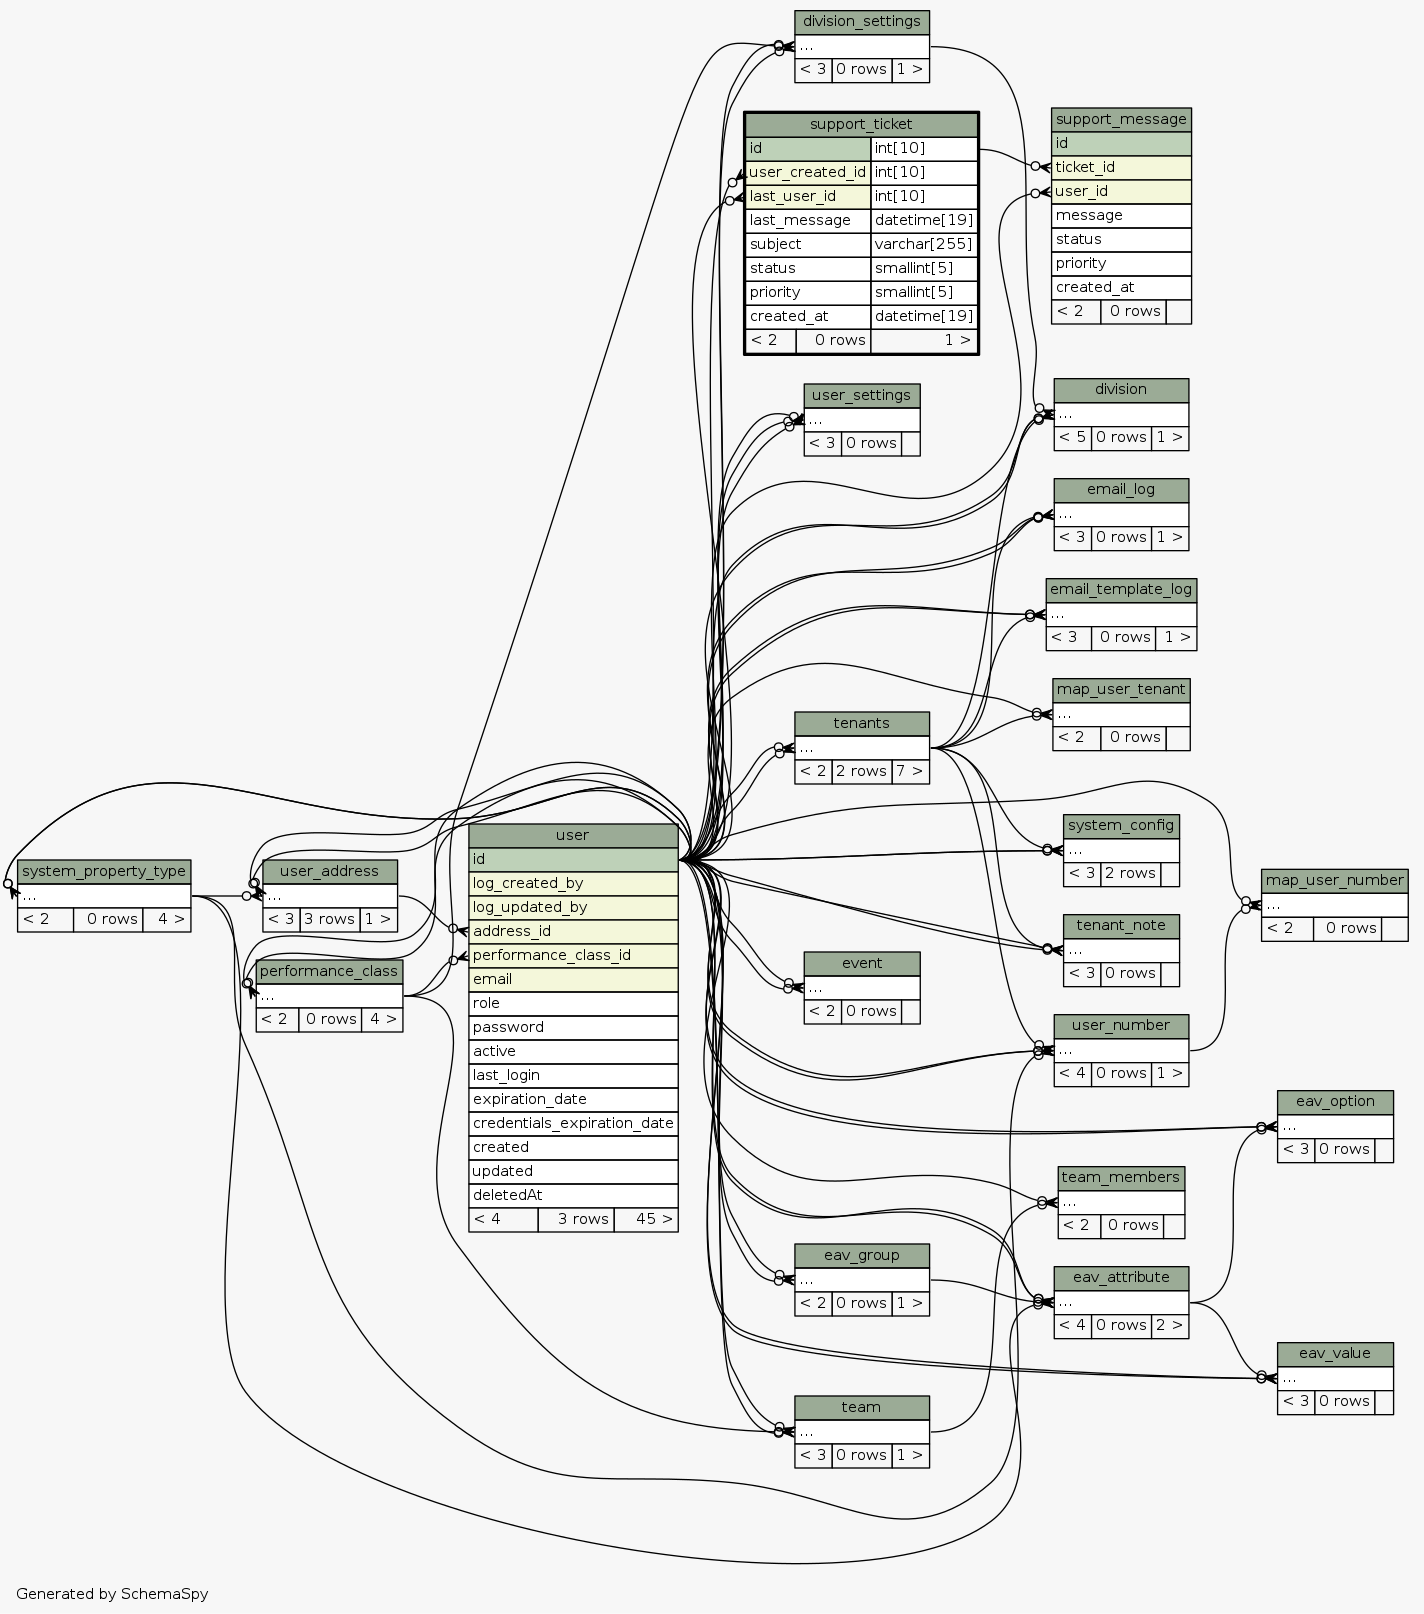 division_settings
...
< 3 0 rows 1 >
support_ticket
id int[10]
user_created_id int[10]
last_user_id int[10]
last_message datetime[19]
subject varchar[255]
status smallint[5]
priority smallint[5]
created_at datetime[19]
< 2 0 rows 1 >
support_message
id
ticket_id
user_id
message
status
priority
created_at
< 2 0 rows
user_settings
...
< 3 0 rows
division
...
< 5 0 rows 1 >
email_log
...
< 3 0 rows 1 >
email_template_log
...
< 3 0 rows 1 >
map_user_tenant
...
< 2 0 rows
tenants
...
< 2 2 rows 7 >
system_config
...
< 3 2 rows
map_user_number
...
< 2 0 rows
tenant_note
...
< 3 0 rows
system_property_type
...
< 2 0 rows 4 >
user_address
...
< 3 3 rows 1 >
performance_class
...
< 2 0 rows 4 >
user
id
log_created_by
log_updated_by
address_id
performance_class_id
email
role
password
active
last_login
expiration_date
credentials_expiration_date
created
updated
deletedAt
< 4 3 rows 45 >
event
...
< 2 0 rows
user_number
...
< 4 0 rows 1 >
eav_option
...
< 3 0 rows
team_members
...
< 2 0 rows
eav_group
...
< 2 0 rows 1 >
eav_attribute
...
< 4 0 rows 2 >
eav_value
...
< 3 0 rows
team
...
< 3 0 rows 1 >
Generated by SchemaSpy